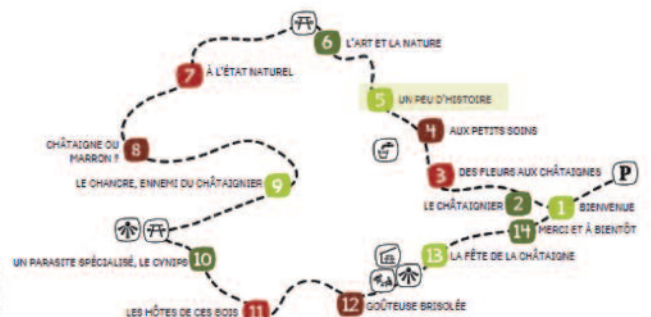 6 L'ART ET LA NATURE
7 À L'ÉTAT NATUREL
5 UN PEU D'HISTOIRE
4 AUX PETITS SOINS
8 CHÂTAIGNE OU
MARRON ?
3 DES FLEURS AUX CHÂTAIGNES
P
9 LE CHANCRE, ENNEMI DU CHÂTAIGNIER
LE CHÂTAIGNIER 2
1 BIENVENUE
14 MERCI ET À BIENTÔT
UN PARASITE SPÉCIALISÉ, LE CYNIPS 10
13 LA FÊTE DE LA CHÂTAIGNE
LES HÔTES DE CES BOIS 11
12 GOÛTEUSE BRISOLÉE